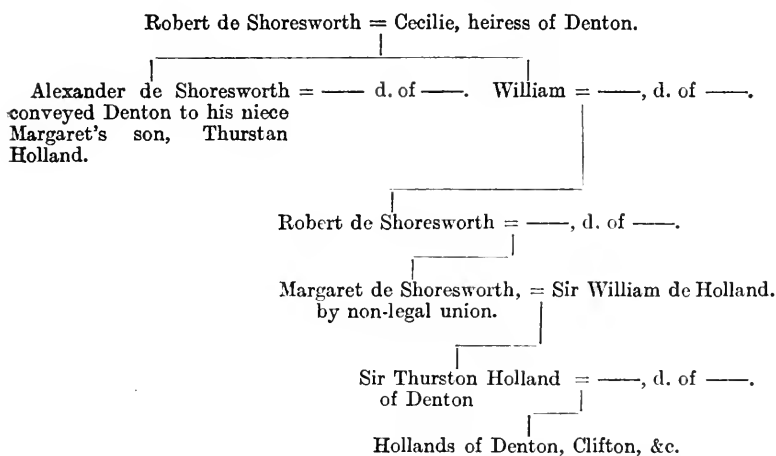 Robert de Shoresworth = Cecilie, heiress of Denton.
Alexander de Shoresworth = —— d. of ——. William = ——, d. of ——.
conveyed Denton to his niece
Margaret's son, Thurstan
Holland.
Robert de Shoresworth = ——, d. of ——.
Margaret de Shoresworth, = Sir William de Holland.
by non-legal union.
Sir Thurston Holland = ——, d. of ——.
of Denton
Hollands of Denton, Clifton, &c.